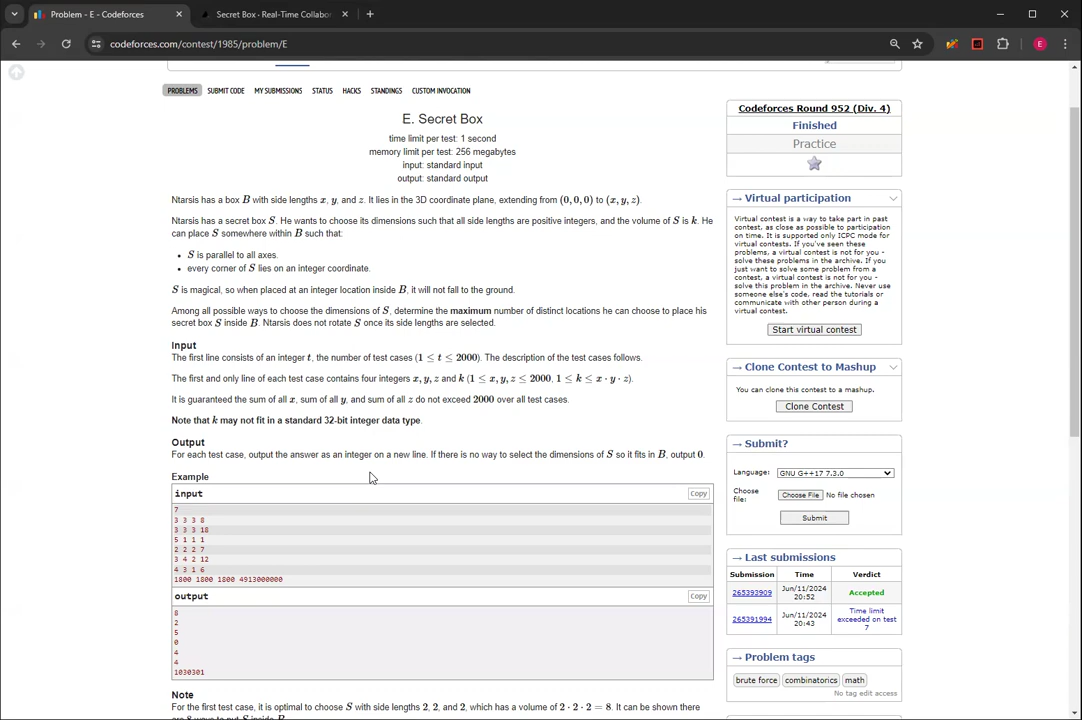 Problem - E - Codeforces
Secret Box - Real-Time Collabor
codeforces.com/contest/1985/problem/E
E
PROBLEMS SUBMIT CODE MY SUBMISSIONS STATUS HACKS STANDINGS CUSTOM INVOCATION
E. Secret Box
time limit per test: 1 second
memory limit per test: 256 megabytes
input: standard input
output: standard output
Ntarsis has a box B with side lengths x, y, and z. It lies in the 3D coordinate plane, extending from (0, 0, 0) to (x, y, z).
Ntarsis has a secret box S. He wants to choose its dimensions such that all side lengths are positive integers, and the volume of S is k. He
can place S somewhere within B such that:
• S is parallel to all axes.
• every corner of S lies on an integer coordinate.
S is magical, so when placed at an integer location inside B, it will not fall to the ground.
Among all possible ways to choose the dimensions of S, determine the maximum number of distinct locations he can choose to place his
secret box S inside B. Ntarsis does not rotate S once its side lengths are selected.
Input
The first line consists of an integer t, the number of test cases (1 ≤ t ≤ 2000). The description of the test cases follows.
The first and only line of each test case contains four integers x, y, z and k (1 ≤ x, y, z ≤ 2000, 1 ≤ k ≤ x · y · z).
It is guaranteed the sum of all x, sum of all y, and sum of all z do not exceed 2000 over all test cases.
Note that k may not fit in a standard 32-bit integer data type.
Output
For each test case, output the answer as an integer on a new line. If there is no way to select the dimensions of S so it fits in B, output 0.
Example
input
Copy
7
3 3 3 8
3 3 3 18
5 1 1 1
2 2 2 7
3 4 2 12
4 3 1 6
1800 1800 1800 4913000000
output
Copy
8
2
5
0
4
4
1030301
Note
For the first test case, it is optimal to choose S with side lengths 2, 2, and 2, which has a volume of 2 · 2 · 2 = 8. It can be shown there
are 8 ways to put S inside B.
Codeforces Round 952 (Div. 4)
Finished
Practice
→ Virtual participation
Virtual contest is a way to take part in past
contest, as close as possible to participation
on time. It is supported only ICPC mode for
virtual contests. If you've seen these
problems, a virtual contest is not for you -
solve these problems in the archive. If you
just want to solve some problem from a
contest, a virtual contest is not for you -
solve this problem in the archive. Never use
someone else's code, read the tutorials or
communicate with other person during a
virtual contest.
Start virtual contest
→ Clone Contest to Mashup
You can clone this contest to a mashup.
Clone Contest
→ Submit?
Language: GNU G++17 7.3.0
Choose
file:
Choose File No file chosen
Submit
→ Last submissions
Submission Time Verdict
265393909 Jun/11/2024
20:52
Accepted
265391994 Jun/11/2024
20:43
Time limit
exceeded on test
7
→ Problem tags
brute force combinatorics math
No tag edit access